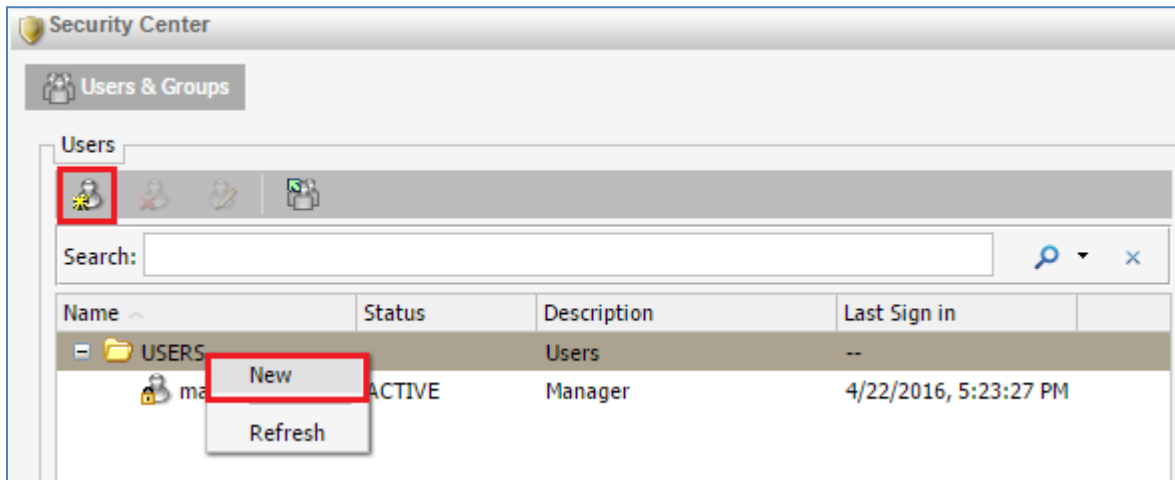 Security Center
Users & Groups
Users
Search:
Name Status Description Last Sign in
USERS Users --
New
ma ACTIVE Manager 4/22/2016, 5:23:27 PM
Refresh